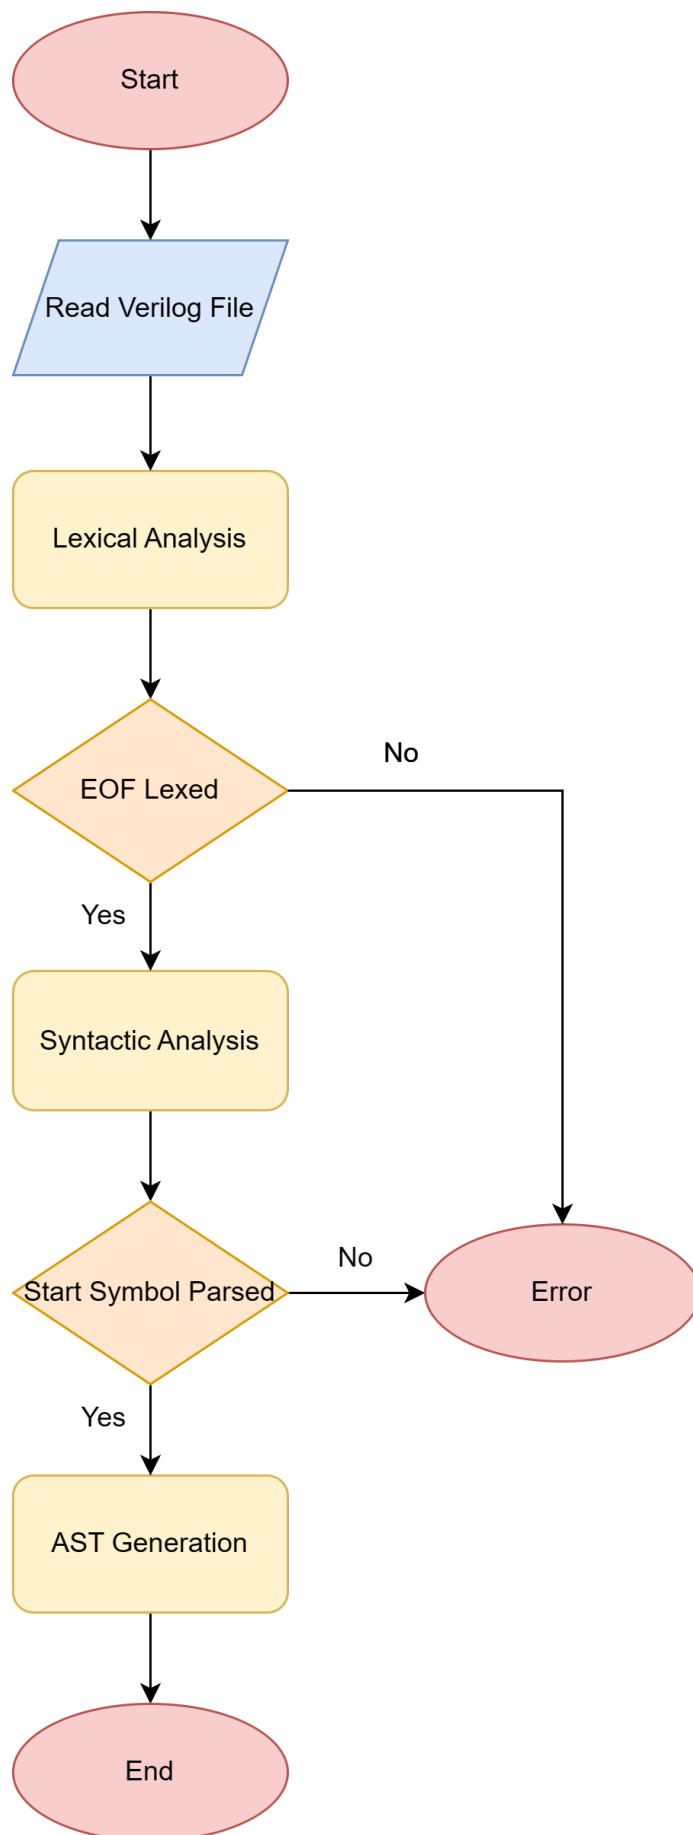 Start
Read Verilog File
Lexical Analysis
EOF Lexed
No
Yes
Syntactic Analysis
Start Symbol Parsed
No
Error
Yes
AST Generation
End